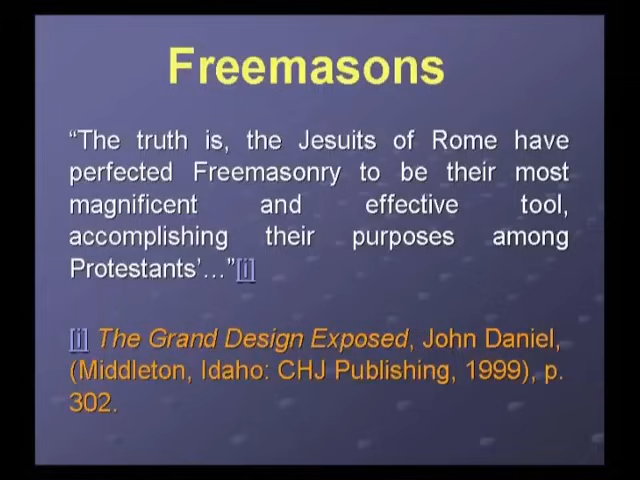 Freemasons
“The truth is, the Jesuits of Rome have
perfected Freemasonry to be their most
magnificent and effective tool,
accomplishing their purposes among
Protestants’…”[i]
[i] The Grand Design Exposed, John Daniel,
(Middleton, Idaho: CHJ Publishing, 1999), p.
302.